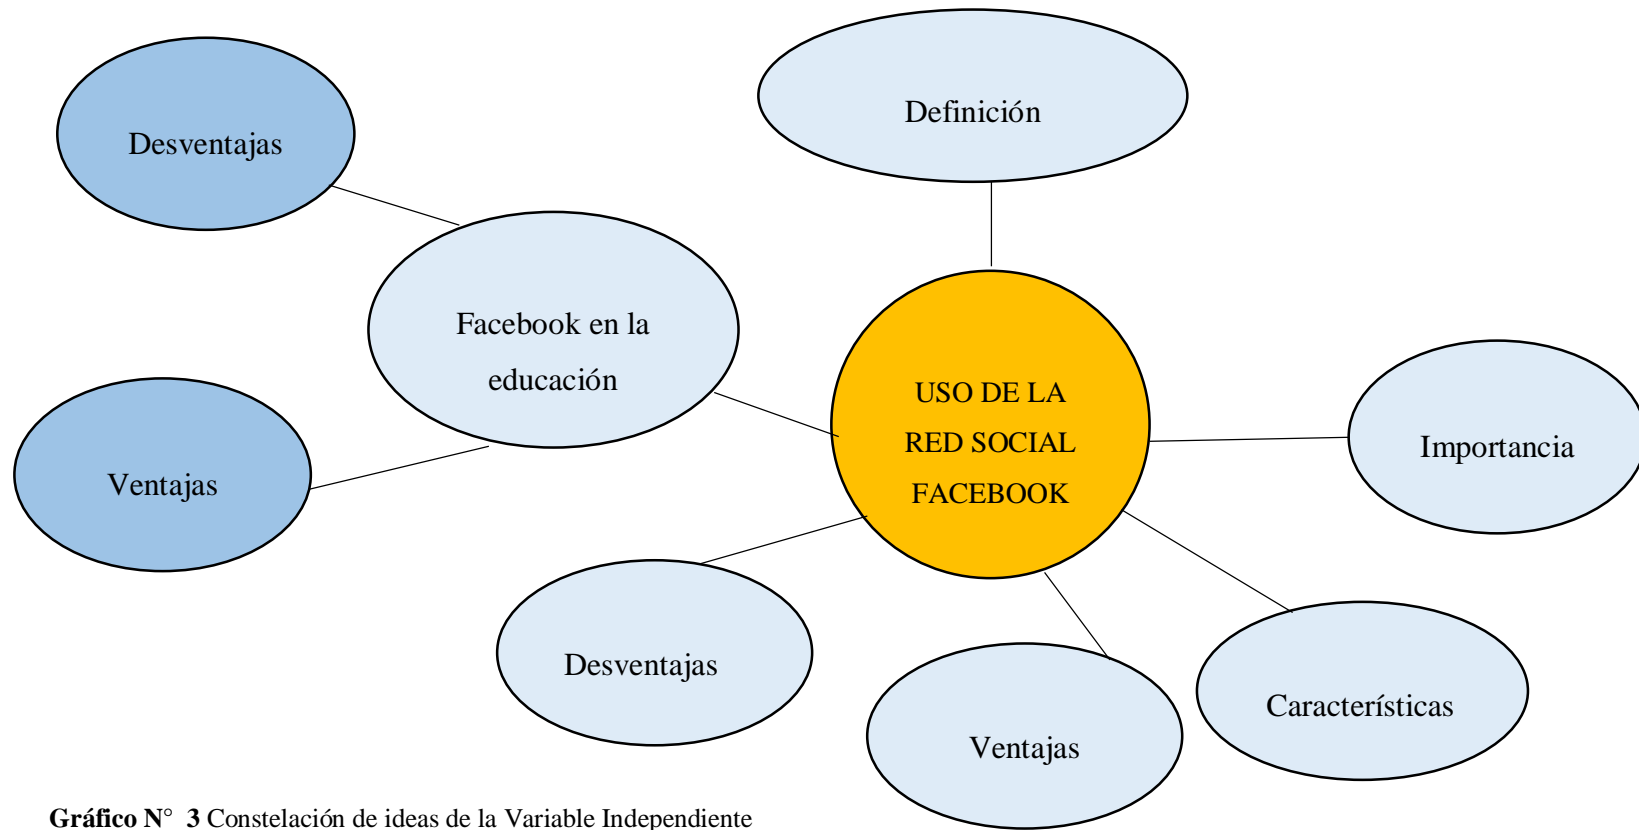 Definición
Desventajas
Facebook en la
educación
USO DE LA
RED SOCIAL
FACEBOOK
Importancia
Ventajas
Desventajas
Característicias
Ventajas
Gráfico N° 3 Constelación de ideas de la Variable Independiente